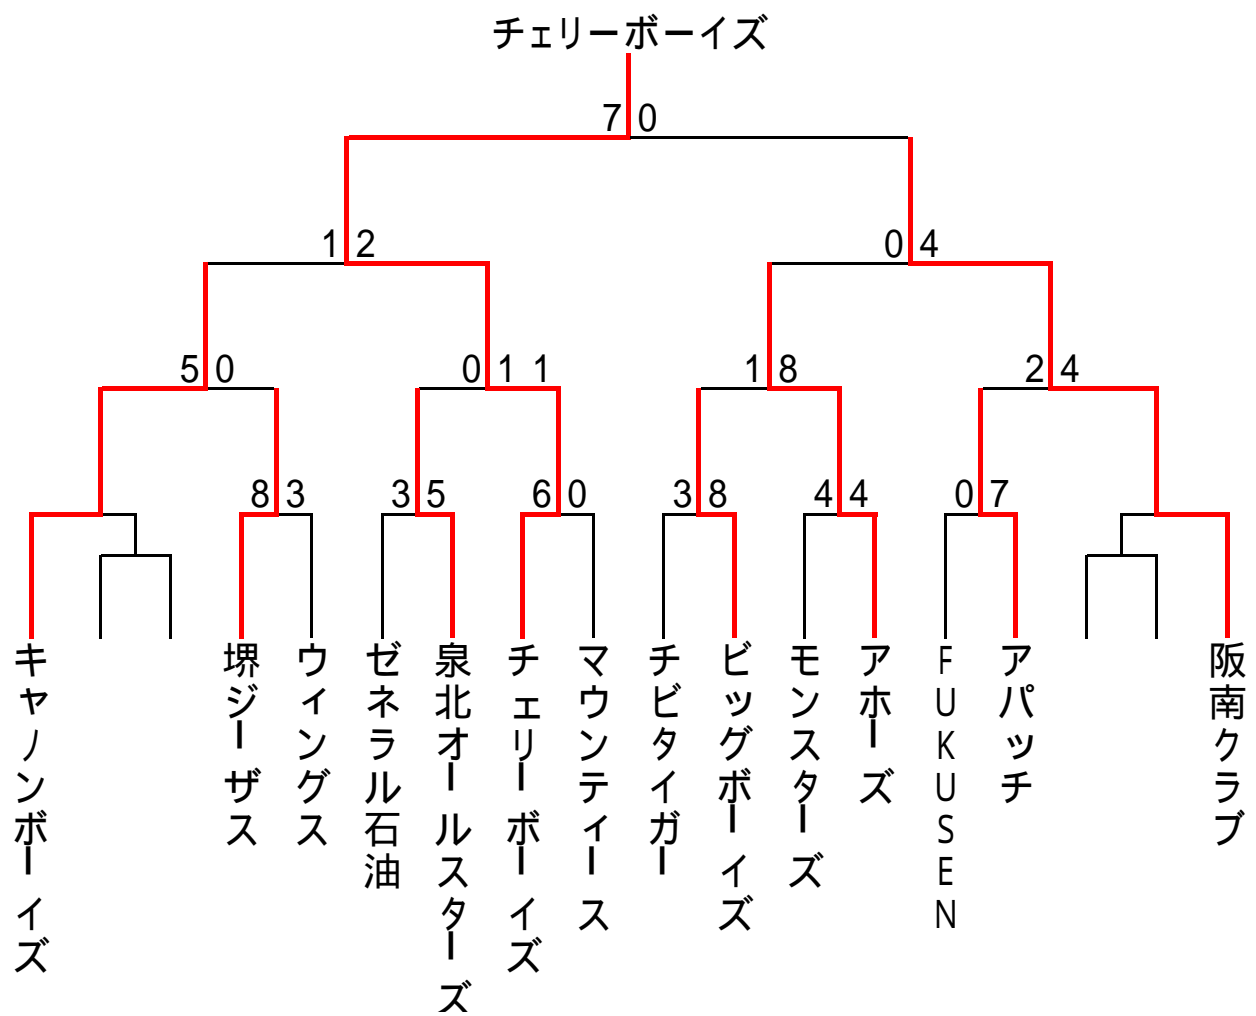 チェリーボーイズ
7 0
1 2
0 4
5 0
0 1 1
1 8
2 4
8 3
3 5
6 0
3 8
4 4
0 7
キャノンボーイズ
堺ジーザス
ウィングス
ゼネラル石油
泉北オールスターズ
チェリーボーイズ
マウンティース
チビタイガー
ビッグボーイズ
モンスターズ
アホーズ
FUKUSEN
アパッチ
阪南クラブ